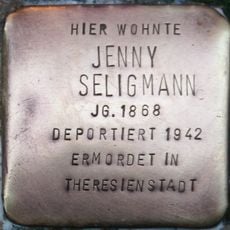 HIER WOHNTE
JENNY
SELIGMANN
JG. 1868
DEPORTIERT 1942
ERMORDET IN
THERESIENSTADT